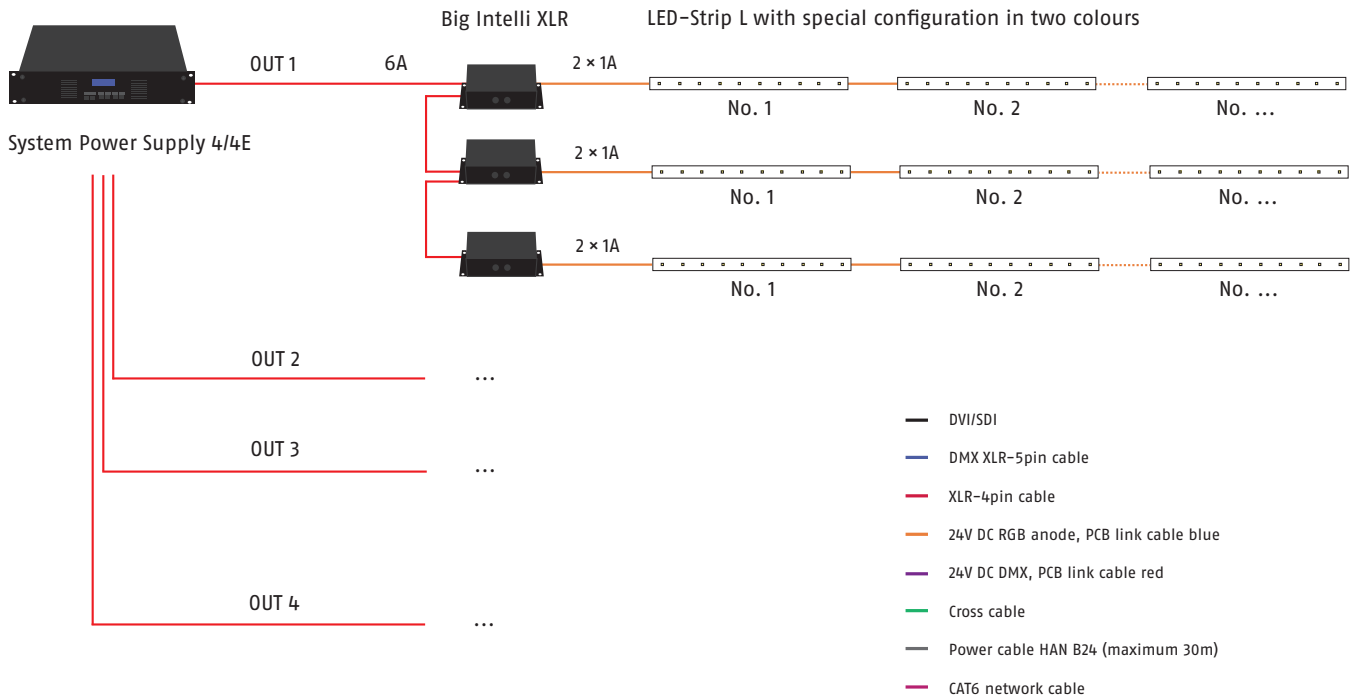 Big Intelli XLR
LED-Strip L with special configuration in two colours
OUT 1
6A
2 × 1A
No. 1
No. 2
No. ...
System Power Supply 4/4E
2 × 1A
No. 1
No. 2
No. ...
2 × 1A
No. 1
No. 2
No. ...
OUT 2
...
OUT 3
...
OUT 4
...
DVI/SDI
DMX XLR-5pin cable
XLR-4pin cable
24V DC RGB anode, PCB link cable blue
24V DC DMX, PCB link cable red
Cross cable
Power cable HAN B24 (maximum 30m)
CAT6 network cable